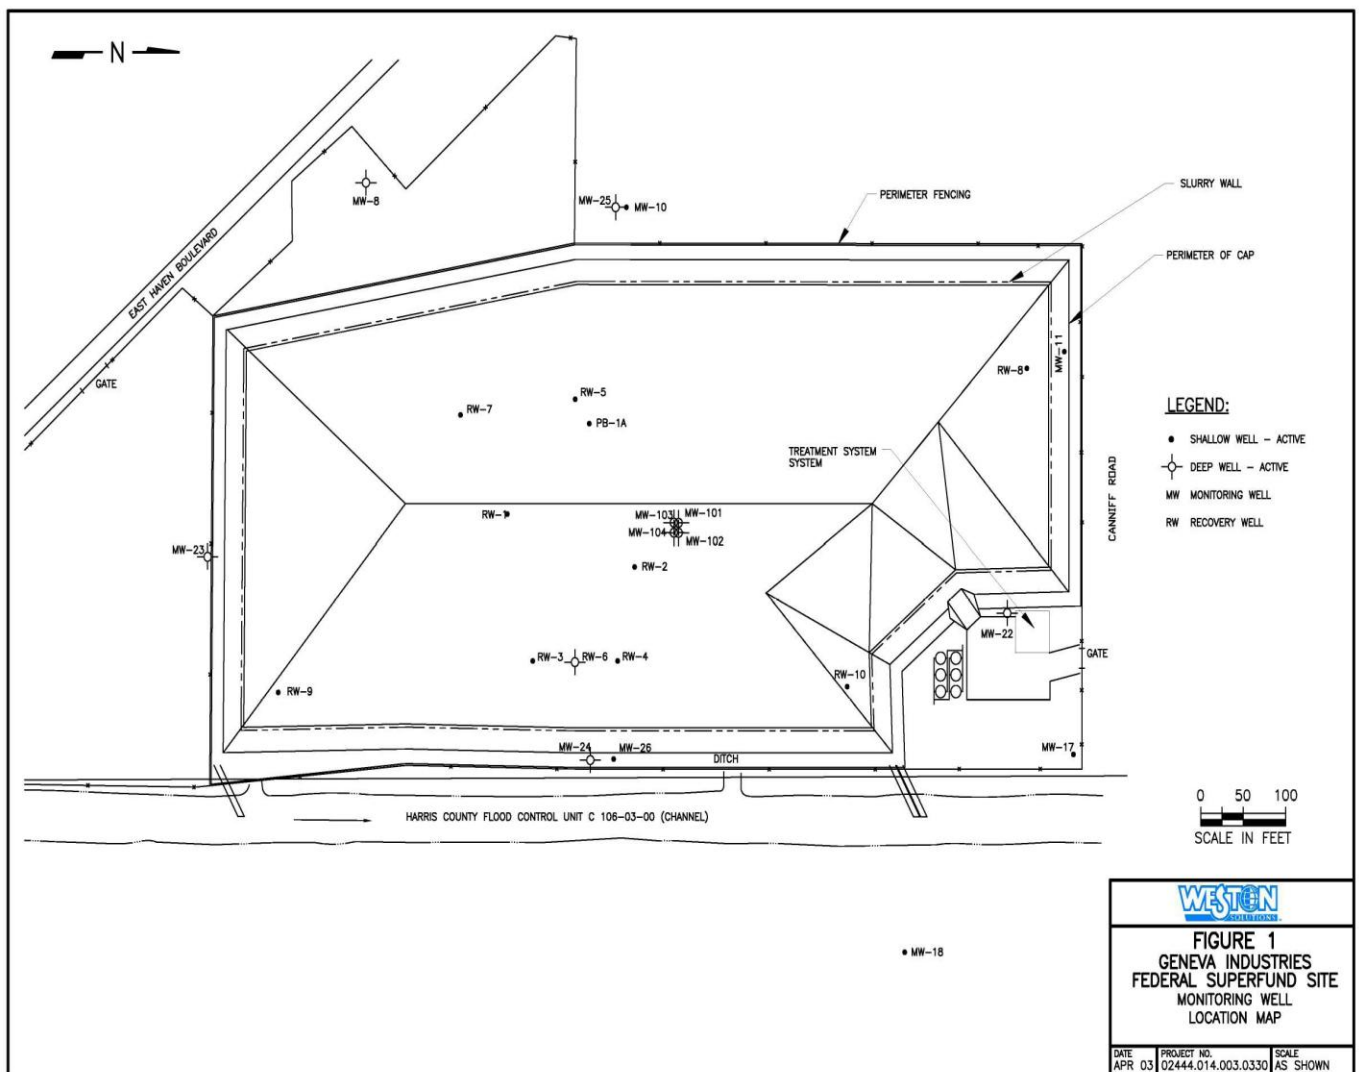 N
MW-8
MW-25
MW-10
PERIMETER FENCING
SLURRY WALL
PERIMETER OF CAP
EAST HAVEN BOULEVARD
GATE
MW-11
RW-8
RW-5
RW-7
PB-1A
LEGEND:
SHALLOW WELL - ACTIVE
DEEP WELL - ACTIVE
MW MONITORING WELL
RW RECOVERY WELL
TREATMENT SYSTEM
SYSTEM
CANNIFF ROAD
RW-1
MW-103
MW-101
MW-104
MW-102
MW-23
RW-2
MW-22
GATE
RW-3
RW-6
RW-4
RW-9
RW-10
MW-24
MW-26
DITCH
MW-17
HARRIS COUNTY FLOOD CONTROL UNIT C 106-03-00 (CHANNEL)
0 50 100
SCALE IN FEET
MW-18
WESTON
SOLUTIONS
FIGURE 1
GENEVA INDUSTRIES
FEDERAL SUPERFUND SITE
MONITORING WELL
LOCATION MAP
DATE PROJECT NO. SCALE
APR 03 02444.014.003.0330 AS SHOWN